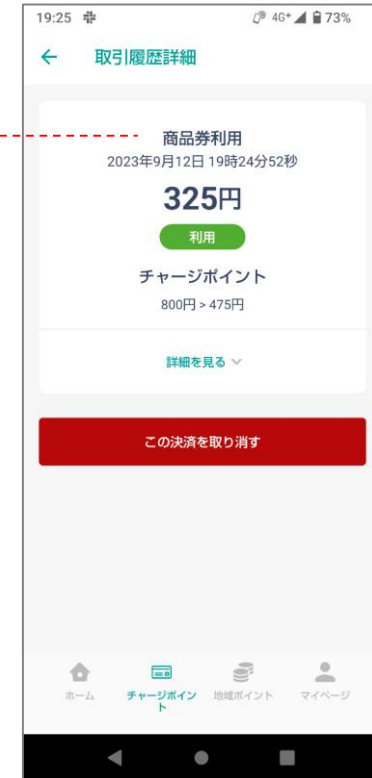 19:25 4G+ 73%
取引履歴詳細
商品券利用
2023年9月12日 19時24分52秒
325円
利用
チャージポイント
800円 > 475円
詳細を見る
この決済を取り消す
ホーム
チャージポイン
ト
地域ポイント
マイページ